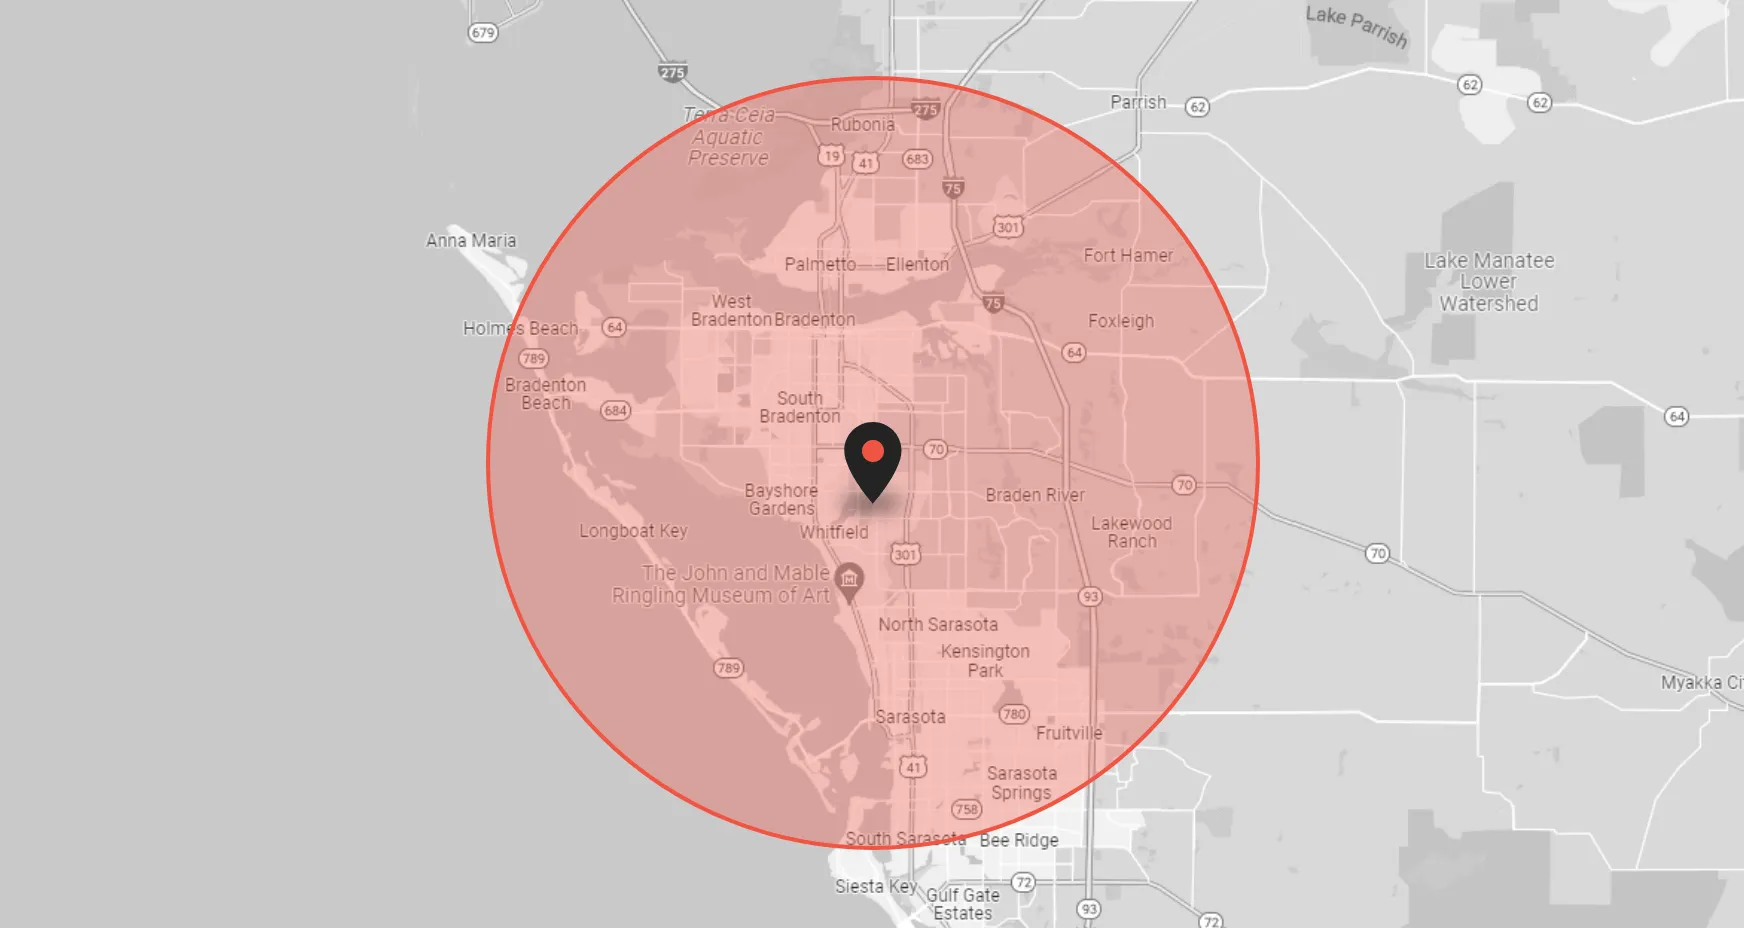 679
275
Lake Parrish
62
62
Parrish
62
Terra Ceia
Aquatic
Preserve
275
Rubonia
19
41
683
75
301
Anna Maria
Palmetto
Ellenton
Fort Hamer
Lake Manatee
Lower
Watershed
West
Bradenton
Bradenton
75
Foxleigh
Holmes Beach
64
789
64
Bradenton
Beach
684
South
Bradenton
64
70
Bayshore
Gardens
Braden River
70
Longboat Key
Whitfield
Lakewood
Ranch
301
70
The John and Mable
Ringling Museum of Art
93
North Sarasota
Kensington
Park
789
Myakka Ci
Sarasota
780
Fruitville
41
Sarasota
Springs
758
South Sarasota
Bee Ridge
Siesta Key
72
Gulf Gate
Estates
93
72